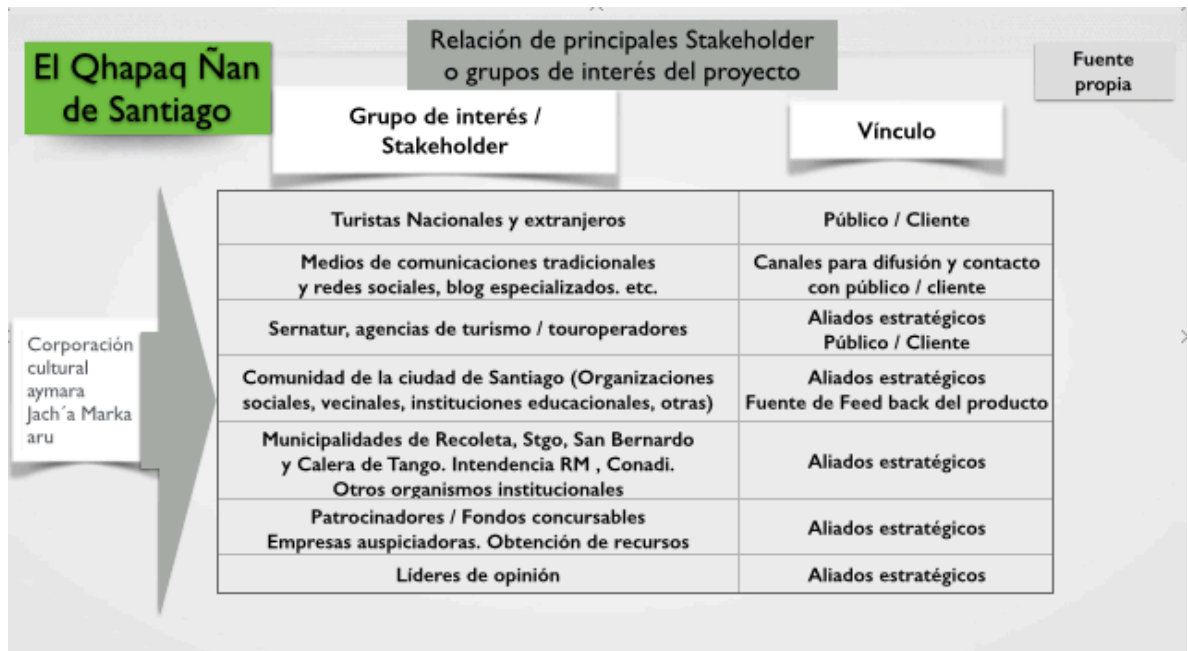 El Qhapaq Ñan
de Santiago
Relación de principales Stakeholder
o grupos de interés del proyecto
Fuente
propia
Grupo de interés /
Stakeholder
Vínculo
Corporación
cultural
aymara
Jach´a Marka
aru
Turistas Nacionales y extranjeros
Público / Cliente
Medios de comunicaciones tradicionales
y redes sociales, blog especializados. etc.
Canales para difusión y contacto
con público / cliente
Sernatur, agencias de turismo / touroperadores
Aliados estratégicos
Público / Cliente
Comunidad de la ciudad de Santiago (Organizaciones
sociales, vecinales, instituciones educacionales, otras)
Aliados estratégicos
Fuente de Feed back del producto
Municipalidades de Recoleta, Stgo, San Bernardo
y Calera de Tango. Intendencia RM , Conadi.
Otros organismos institucionales
Aliados estratégicos
Patrocinadores / Fondos concursables
Empresas auspiciadoras. Obtención de recursos
Aliados estratégicos
Líderes de opinión
Aliados estratégicos